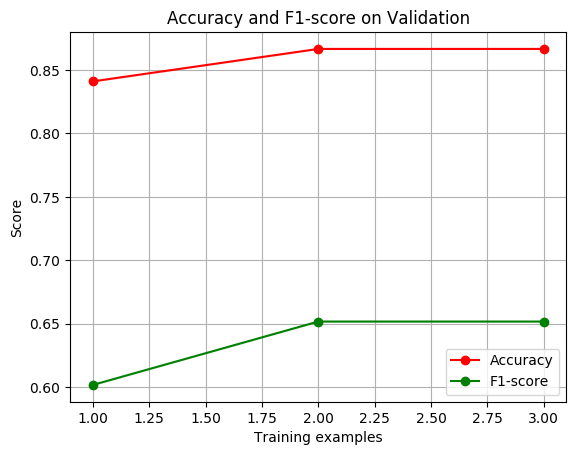 Accuracy and F1-score on Validation
Score
0.85
0.80
0.75
0.70
0.65
0.60
Accuracy
F1-score
1.00 1.25 1.50 1.75 2.00 2.25 2.50 2.75 3.00
Training examples